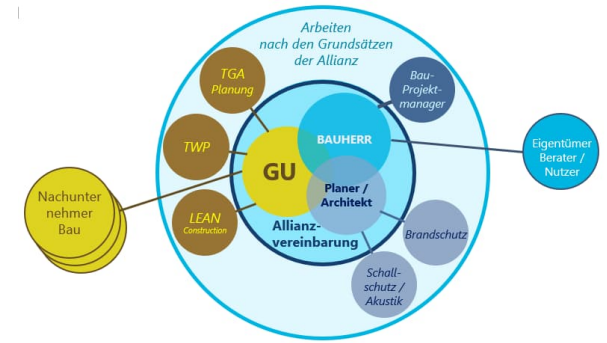 Arbeiten
nach den Grundsätzen
der Allianz
TGA
Planung
Bau-
Projekt-
manager
TWP
BAUHERR
Eigentümer
Berater /
Nutzer
GU
Nachunter
nehmer
Bau
Planer /
Architekt
LEAN
Construction
Allianz-
vereinbarung
Brandschutz
Schall-
schutz /
Akustik